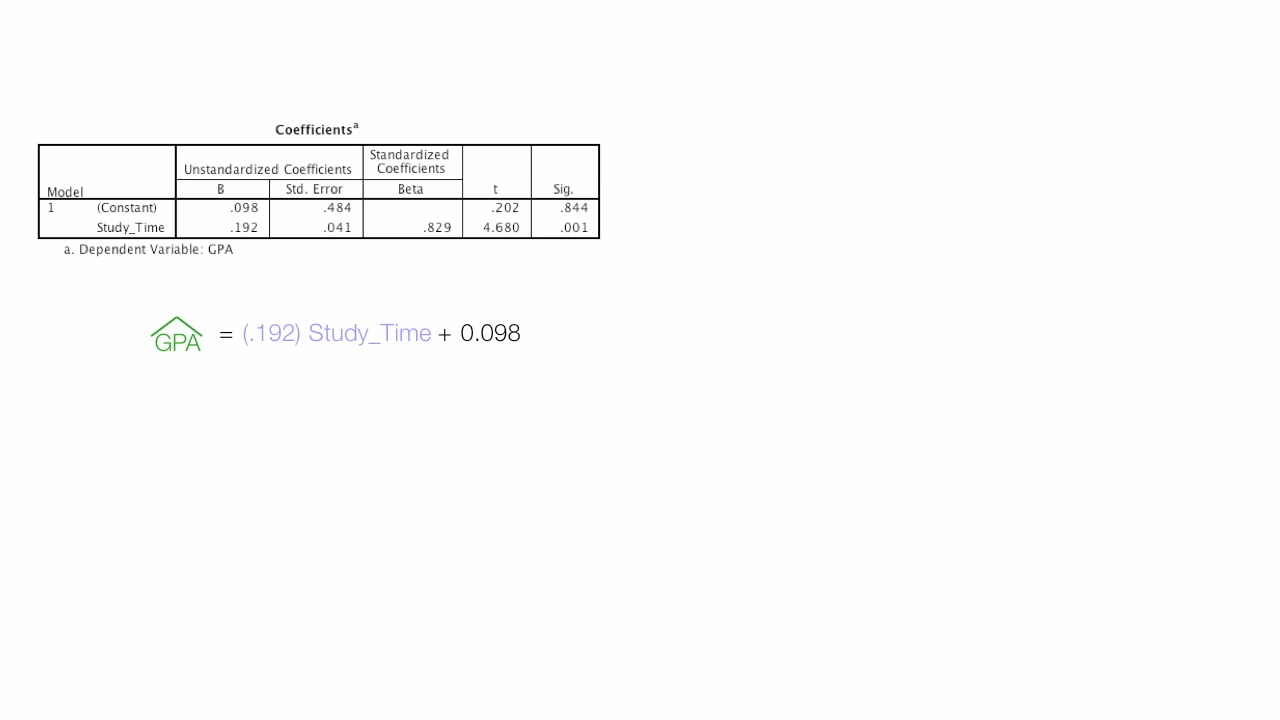 Coefficientsa
Model Unstandardized Coefficients Standardized Coefficients t Sig.
B Std. Error Beta
1 (Constant) .098 .484 .202 .844
Study_Time .192 .041 .829 4.680 .001
a. Dependent Variable: GPA
GPA = (.192) Study_Time + 0.098